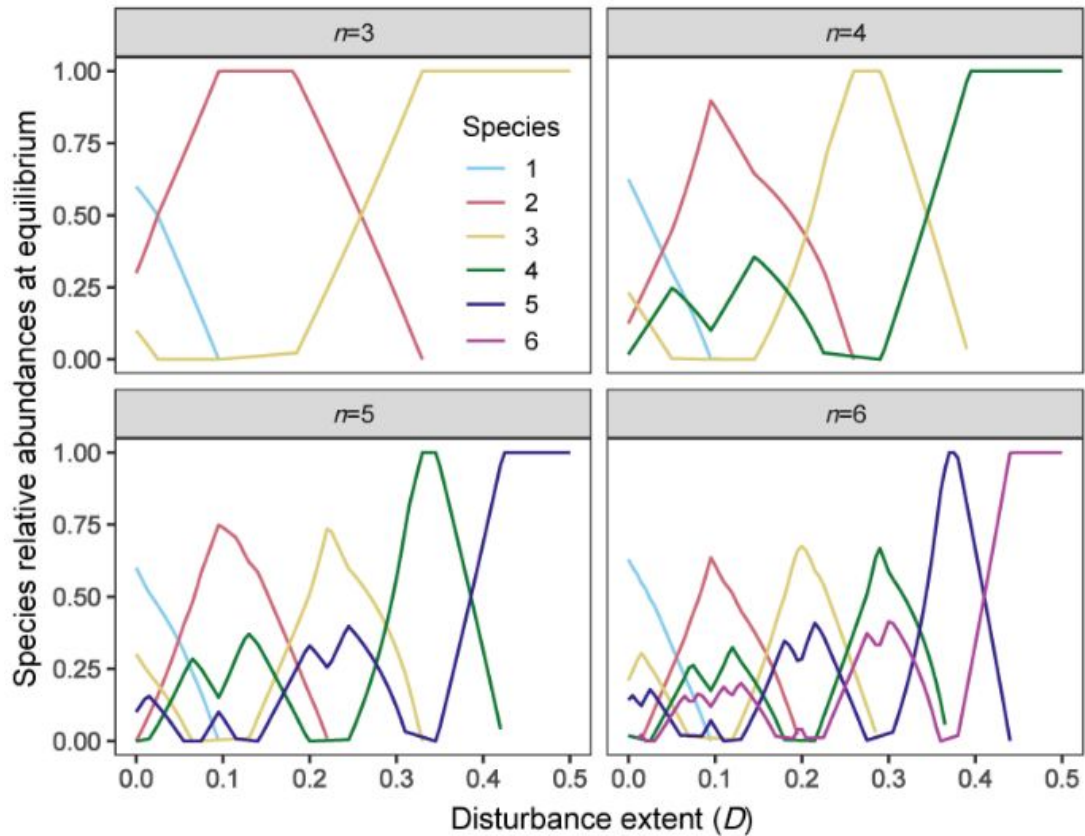 n=3
n=4
Species relative abundances at equilibrium
1.00
0.75
0.50
0.25
0.00
Species
1
2
3
4
5
6
n=5
n=6
1.00
0.75
0.50
0.25
0.00
0.0 0.1 0.2 0.3 0.4 0.5
0.0 0.1 0.2 0.3 0.4 0.5
Disturbance extent (D)